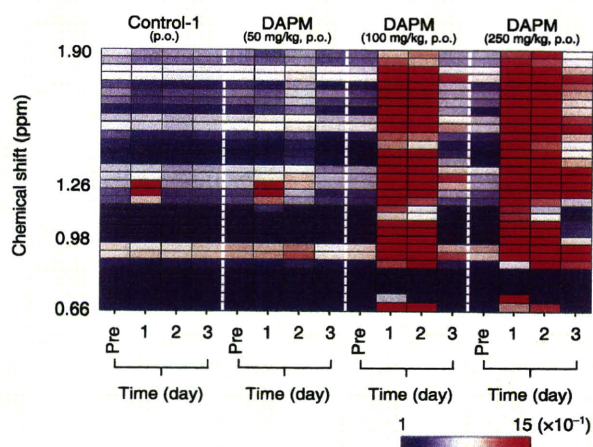 Control-1 DAPM DAPM DAPM
(p.o.) (50 mg/kg, p.o.) (100 mg/kg, p.o.) (250 mg/kg, p.o.)
Chemical shift (ppm)
1.90
1.26
0.98
0.66
Pre 1 2 3 Pre 1 2 3 Pre 1 2 3 Pre 1 2 3
Time (day) Time (day) Time (day) Time (day)
1 15 (×10⁻¹)